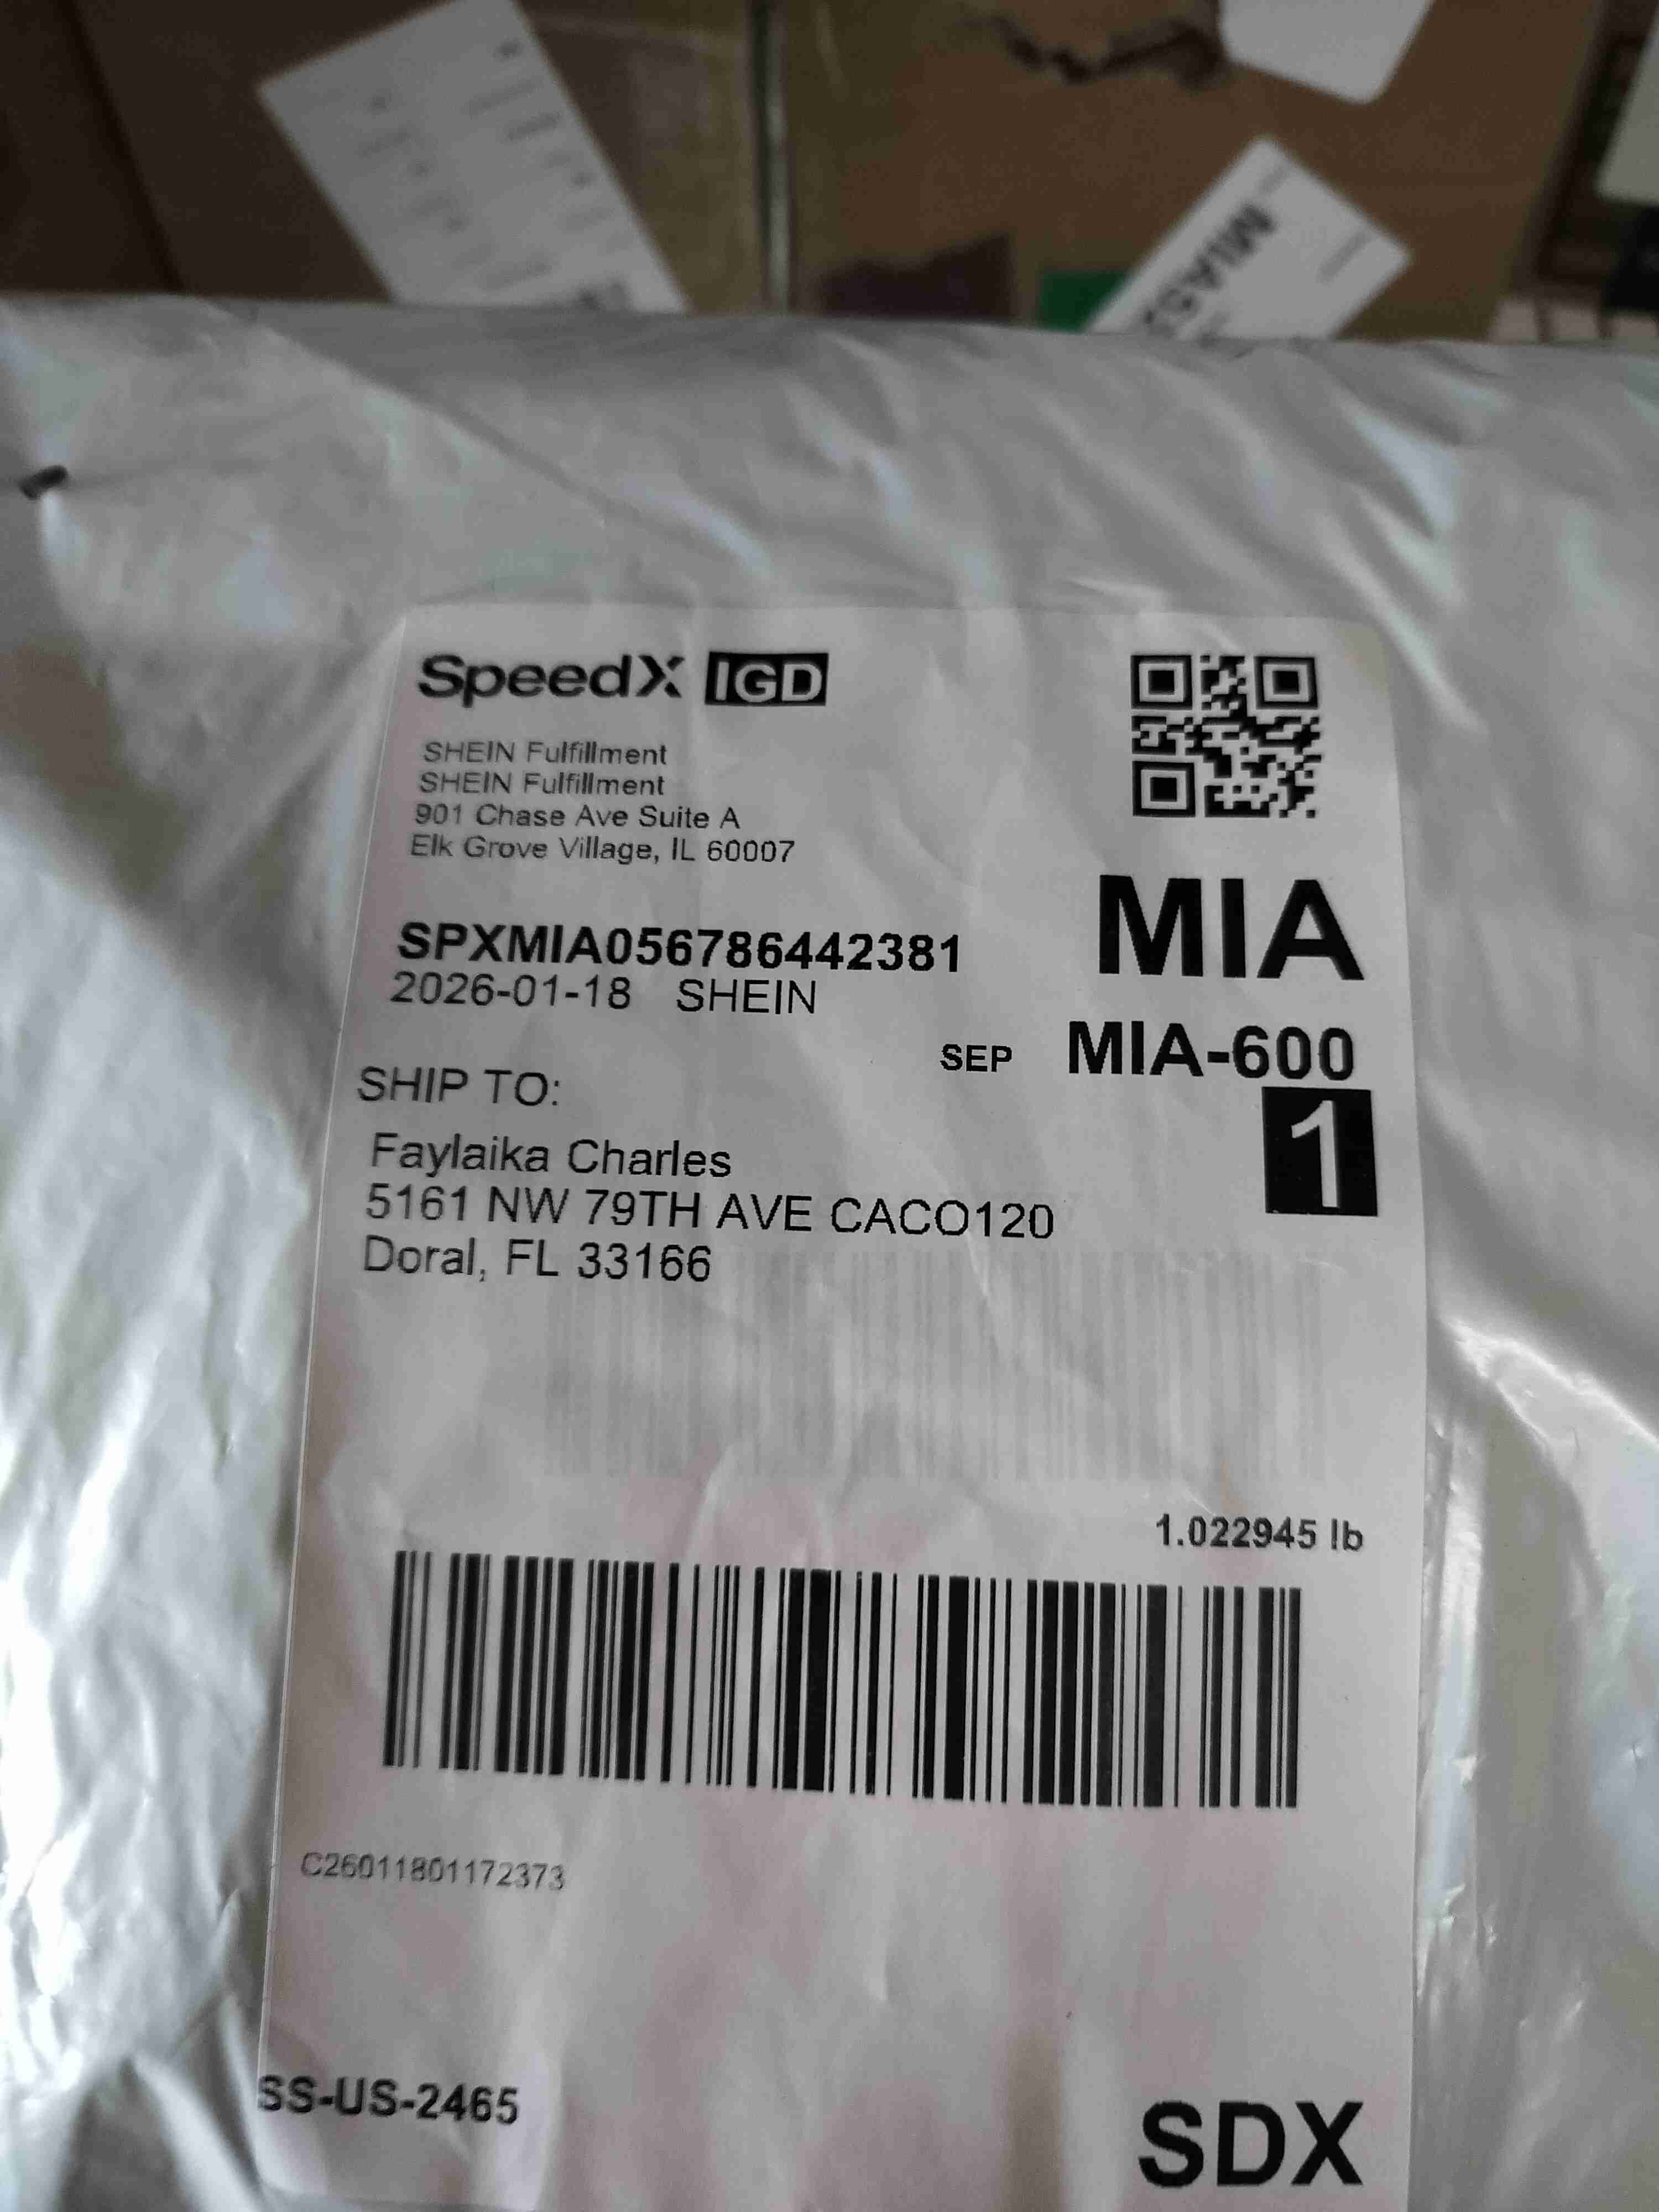 MIA
SpeedX IGD
SHEIN Fulfillment
SHEIN Fulfillment
901 Chase Ave Suite A
Elk Grove Village, IL 60007
MIA
SPXMIA056786442381
2026-01-18 SHEIN
SEP MIA-600
1
SHIP TO:
Faylaika Charles
5161 NW 79TH AVE CACO120
Doral, FL 33166
1.022945 lb
C26011801172373
SS-US-2465
SDX